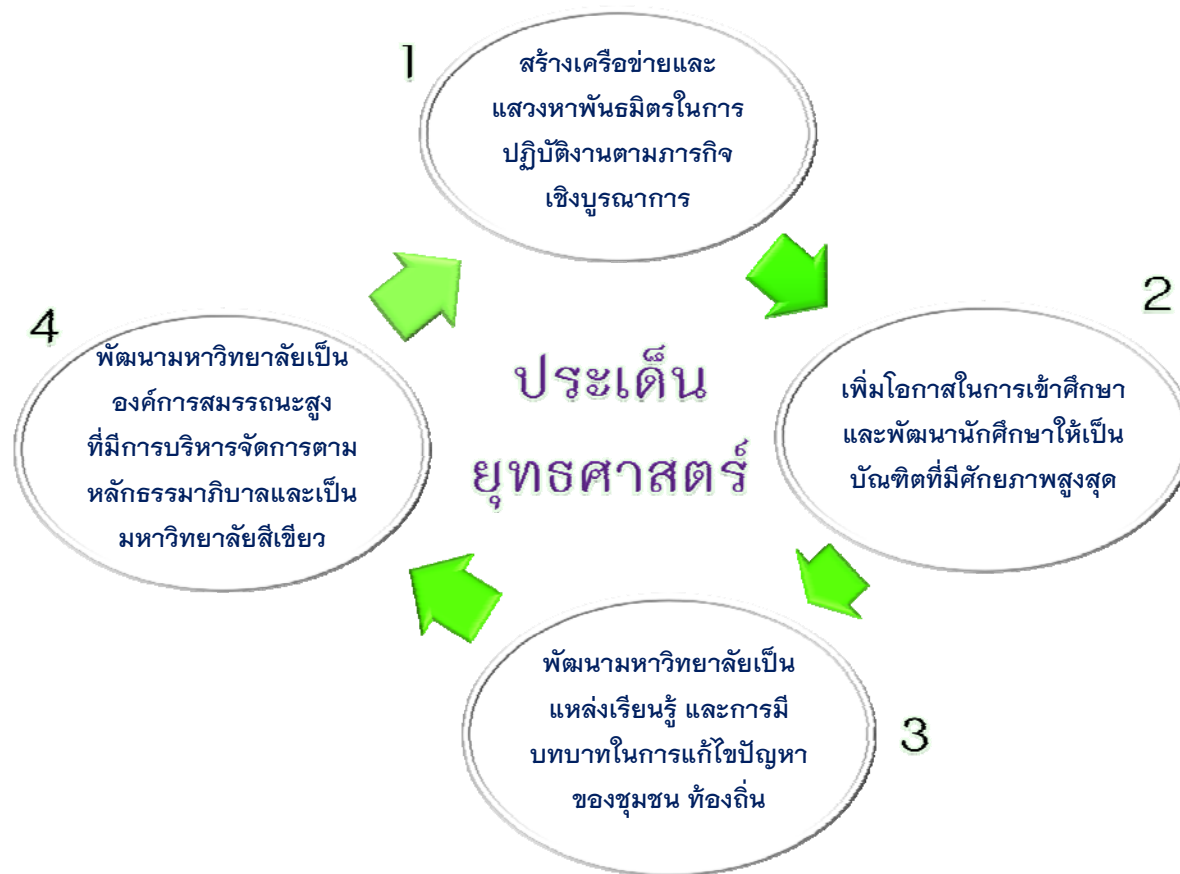 1
สร้างเครือข่ายและ
แสวงหาพันธมิตรในการ
ปฏิบัติงานตามภารกิจ
เชิงบูรณาการ
2
เพิ่มโอกาสในการเข้าศึกษา
และพัฒนานักศึกษาให้เป็น
บัณฑิตที่มีศักยภาพสูงสุด
ประเด็น
ยุทธศาสตร์
4
พัฒนามหาวิทยาลัยเป็น
องค์การสมรรถนะสูง
ที่มีการบริหารจัดการตาม
หลักธรรมาภิบาลและเป็น
มหาวิทยาลัยสีเขียว
3
พัฒนามหาวิทยาลัยเป็น
แหล่งเรียนรู้ และการมี
บทบาทในการแก้ไขปัญหา
ของชุมชน ท้องถิ่น